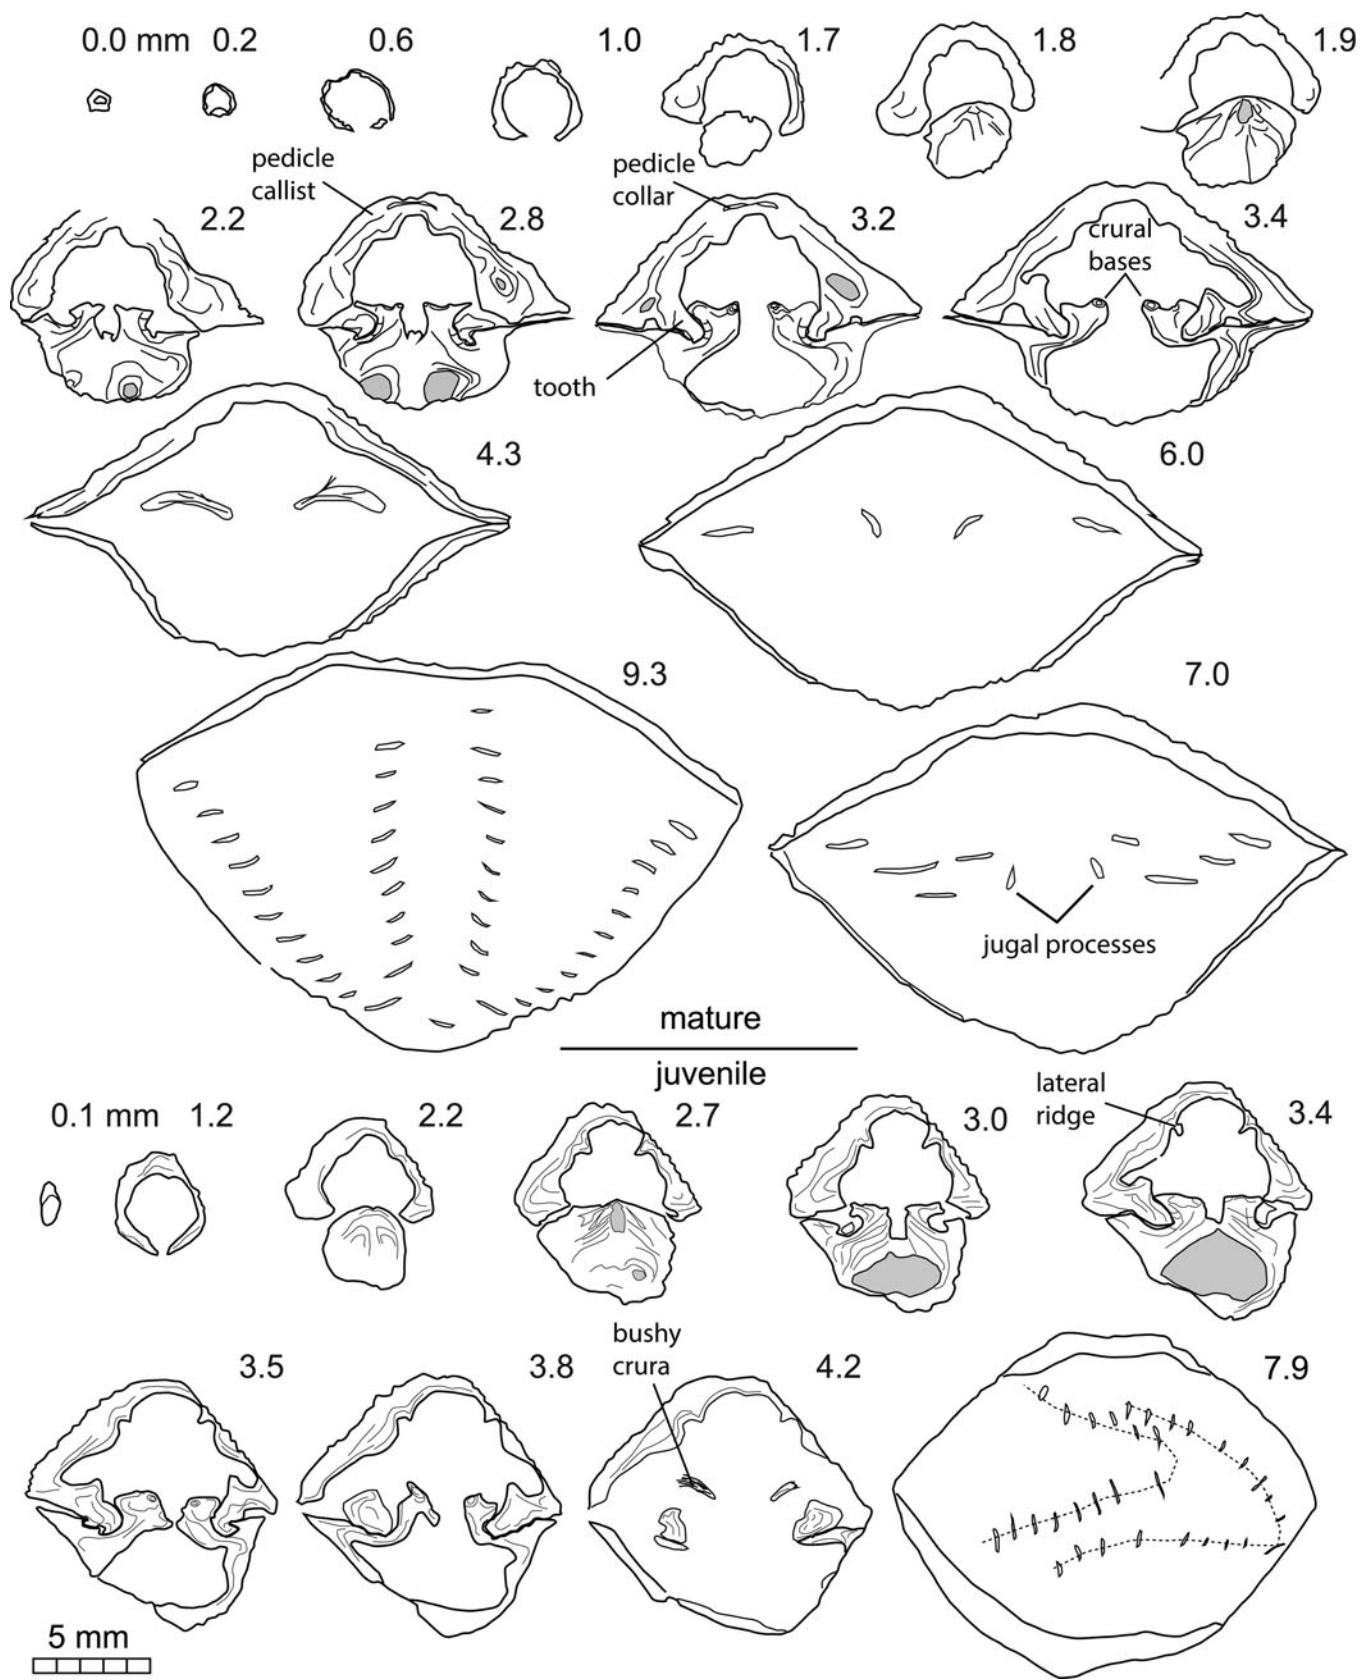 0.0 mm 0.2 0.6 1.0 1.7 1.8 1.9
pedicle
callist
pedicle
collar
2.2 2.8 3.2 3.4
crural
bases
tooth
4.3 6.0
9.3 7.0
jugal processes
mature
juvenile
lateral
ridge
0.1 mm 1.2 2.2 2.7 3.0 3.4
bushy
crura
3.5 3.8 4.2 7.9
5 mm